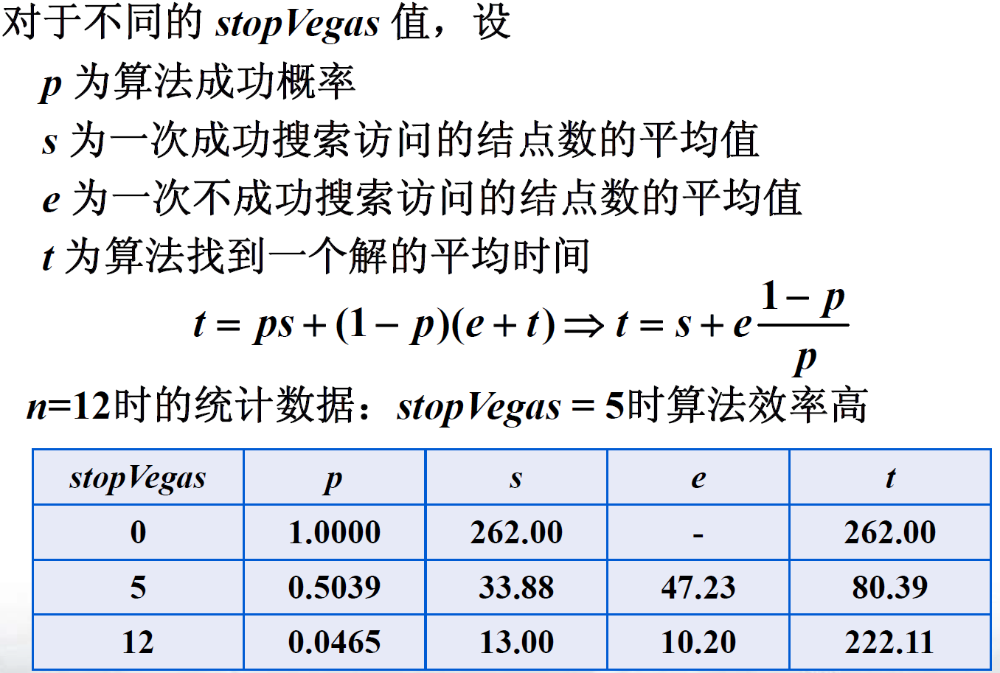 对于不同的 stopVegas 值，设
p 为算法成功概率
s 为一次成功搜索访问的结点数的平均值
e 为一次不成功搜索访问的结点数的平均值
t 为算法找到一个解的平均时间
t = ps + (1 − p)(e + t) ⇒ t = s + e (1 − p)/p
n=12时的统计数据：stopVegas = 5时算法效率高
stopVegas p s e t
0 1.0000 262.00 - 262.00
5 0.5039 33.88 47.23 80.39
12 0.0465 13.00 10.20 222.11